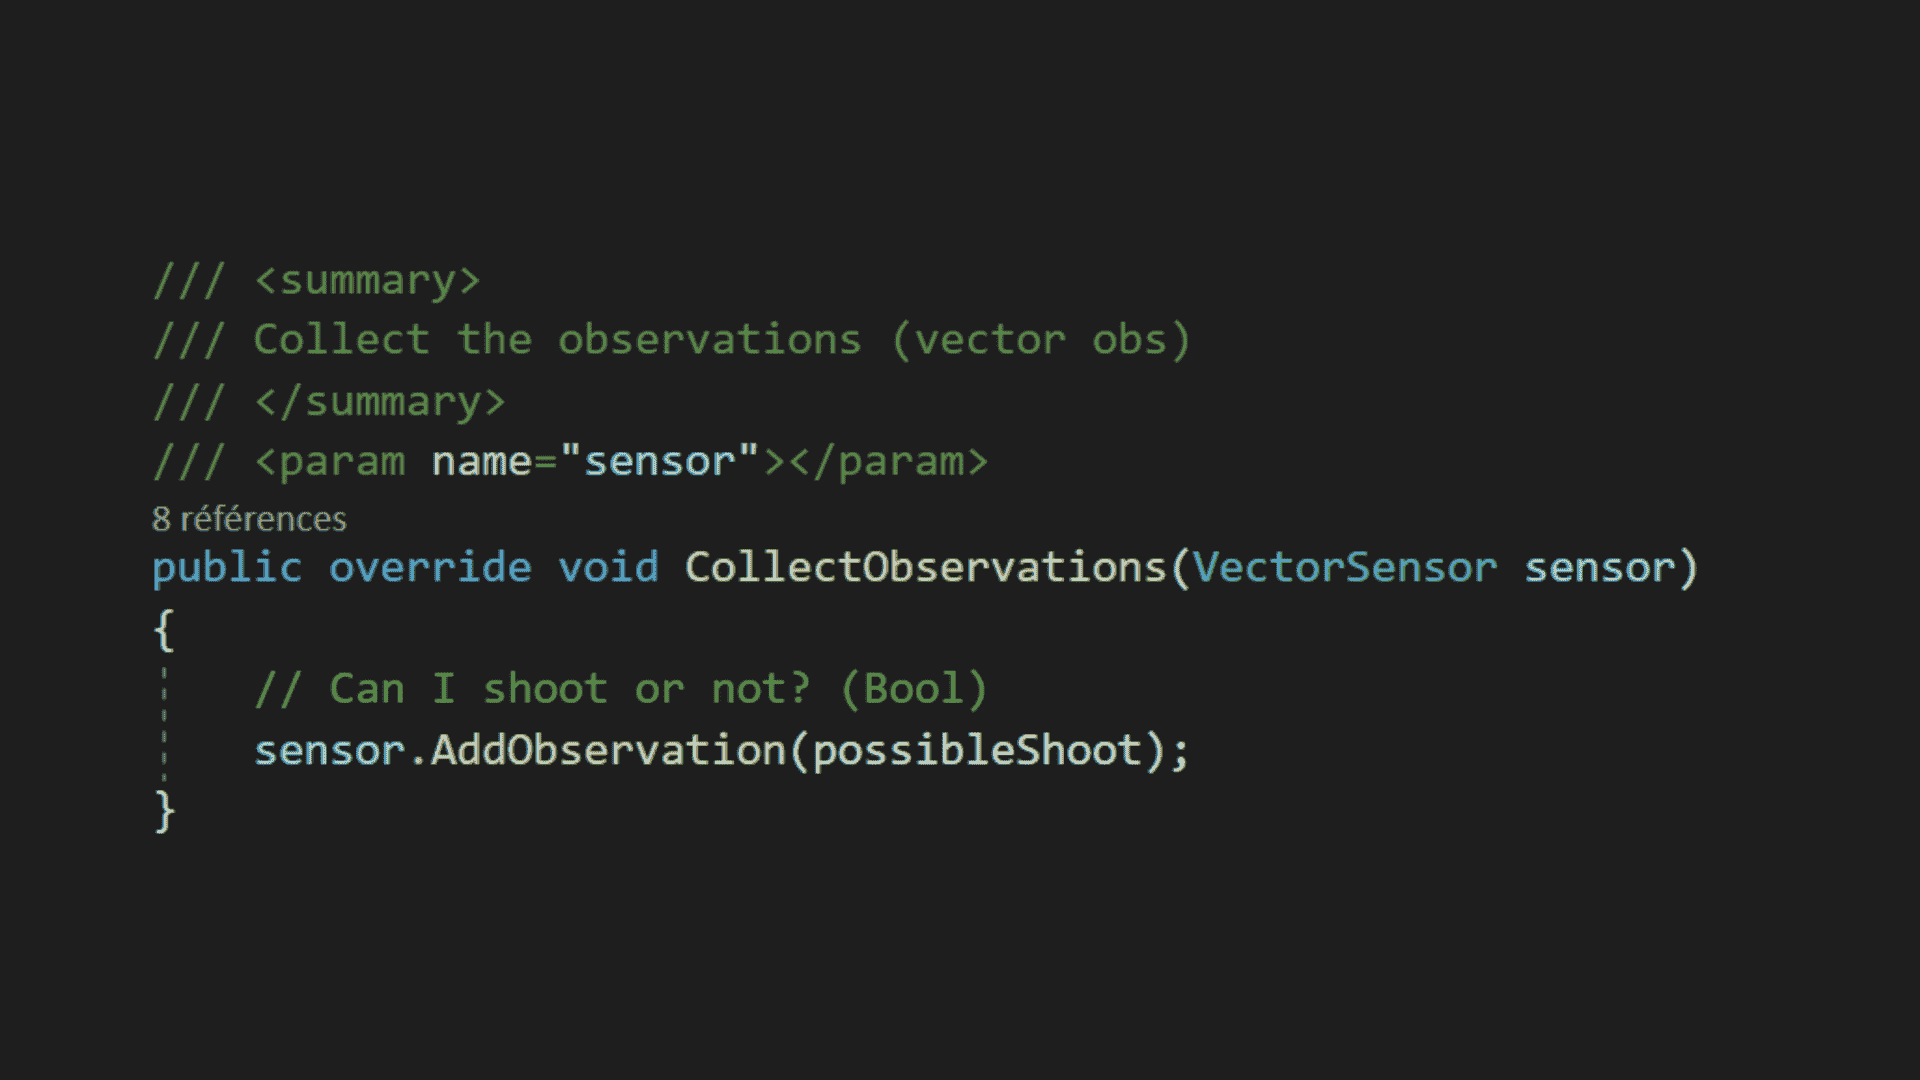 /// <summary>
/// Collect the observations (vector obs)
/// </summary>
/// <param name="sensor"></param>
8 références
public override void CollectObservations(VectorSensor sensor)
{
// Can I shoot or not? (Bool)
sensor.AddObservation(possibleShoot);
}